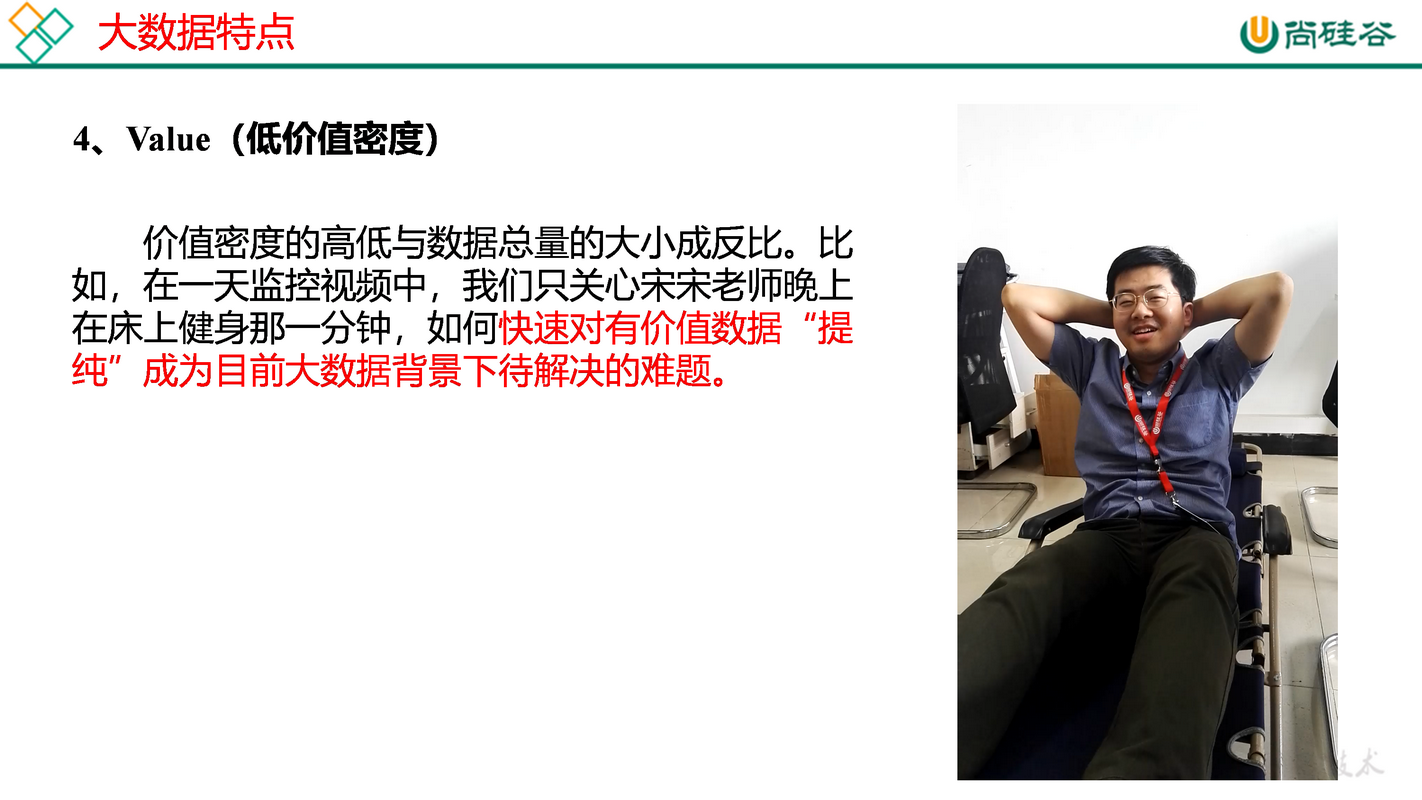 大数据特点
尚硅谷
4、Value（低价值密度）
价值密度的高低与数据总量的大小成反比。比
如，在一天监控视频中，我们只关心宋宋老师晚上
在床上健身那一分钟，如何快速对有价值数据“提
纯”成为目前大数据背景下待解决的难题。
技术